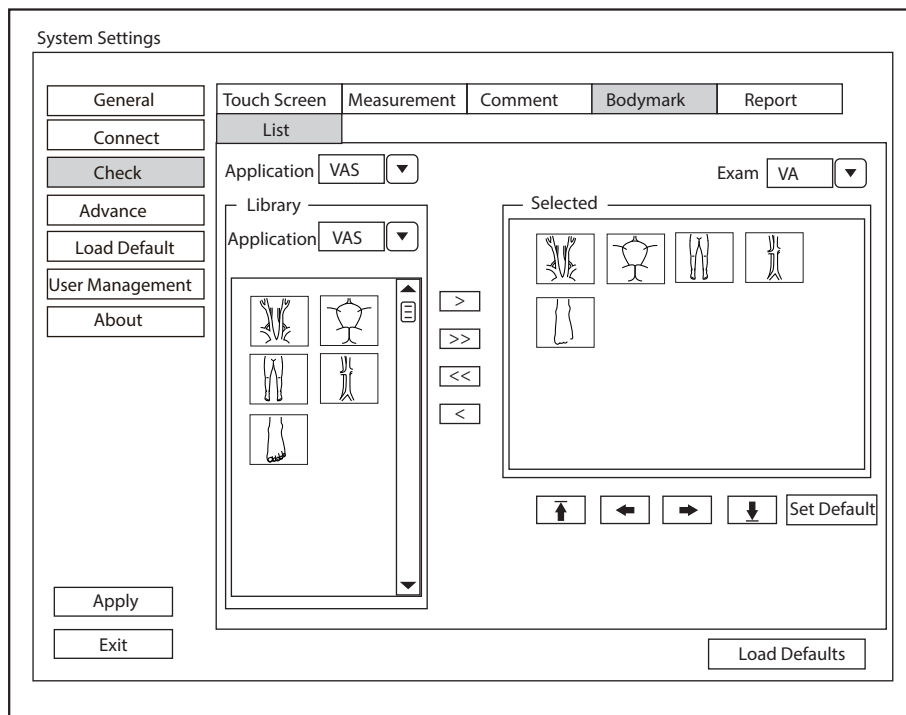 System Settings
General
Connect
Check
Advance
Load Default
User Management
About
Apply
Exit
Touch Screen Measurement Comment Bodymark Report
List
Application VAS
Exam VA
Library
Application VAS
>
>>
<<
<
Selected
Set Default
Load Defaults